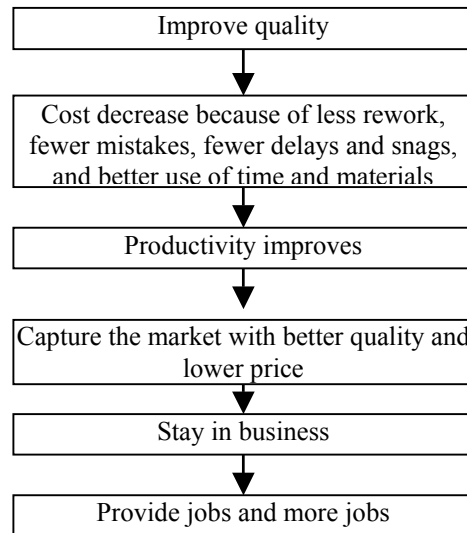 Improve quality
Cost decrease because of less rework,
fewer mistakes, fewer delays and snags,
and better use of time and materials
Productivity improves
Capture the market with better quality and
lower price
Stay in business
Provide jobs and more jobs